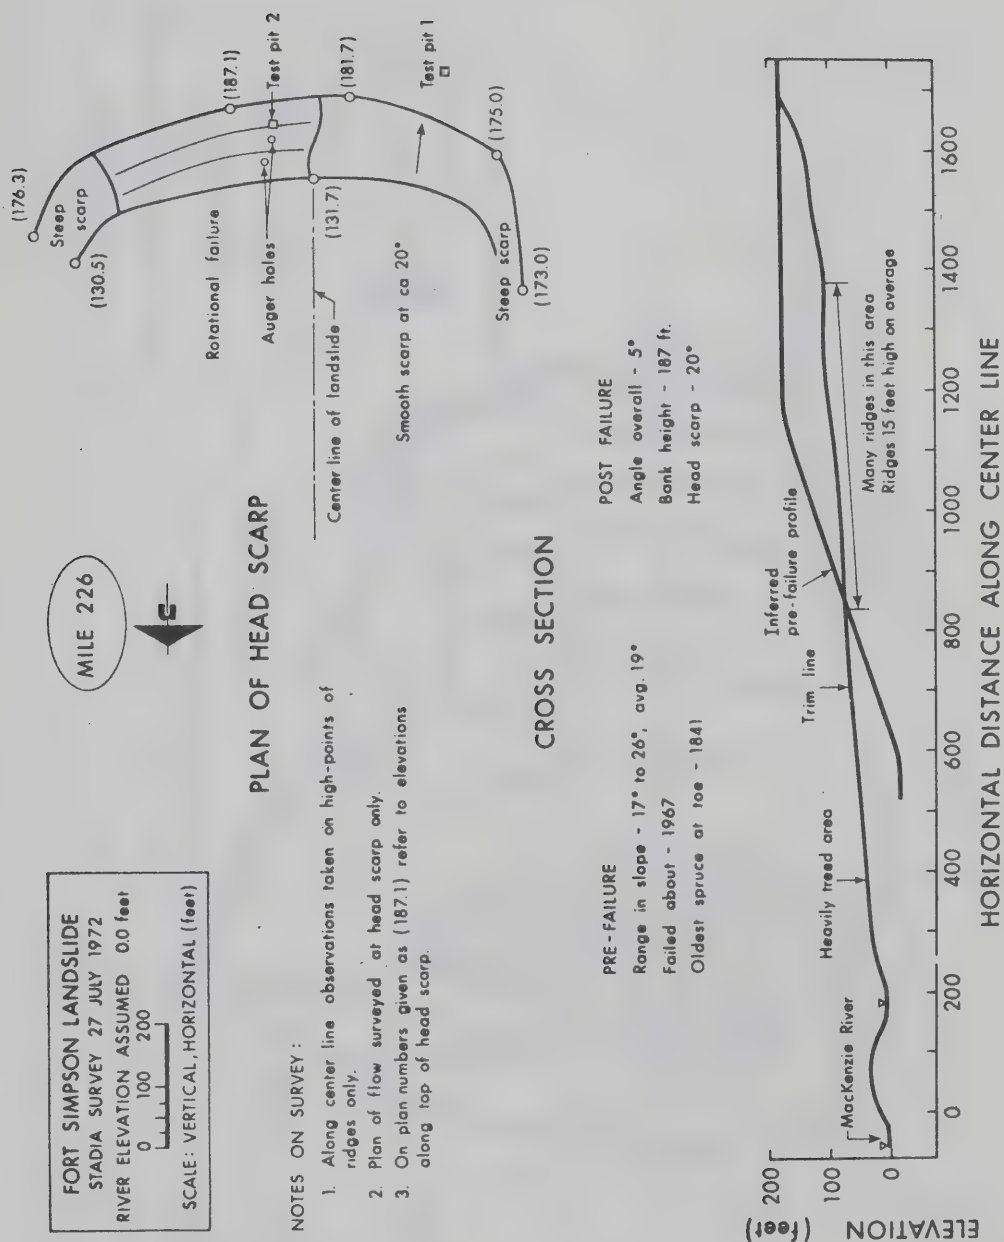 FORT SIMPSON LANDSLIDE
STADIA SURVEY 27 JULY 1972
RIVER ELEVATION ASSUMED 0.0 feet
0 100 200
SCALE: VERTICAL, HORIZONTAL (feet)
MILE 226
NOTES ON SURVEY:
1. Along center line observations taken on high-points of
ridges only.
2. Plan of flow surveyed at head scarp only.
3. On plan numbers given as (187.1) refer to elevations
along top of head scarp.
PLAN OF HEAD SCARP
(176.3)
Steep
scarp
(130.5)
(187.1)
Test pit 2
Rotational failure
Auger holes
(181.7)
(131.7)
Center line of landslide
Test pit 1
Smooth scarp at ca 20°
(175.0)
Steep
scarp
(173.0)
CROSS SECTION
PRE-FAILURE
Range in slope - 17° to 26°, avg. 19°
Failed about - 1967
Oldest spruce at toe - 1841
POST FAILURE
Angle overall - 5°
Bank height - 187 ft.
Head scarp - 20°
MacKenzie River
Heavily treed area
Trim line
Inferred
pre-failure profile
Many ridges in this area
Ridges 15 feet high on average
ELEVATION
(feet)
200
100
0
0 200 400 600 800 1000 1200 1400 1600
HORIZONTAL DISTANCE ALONG CENTER LINE